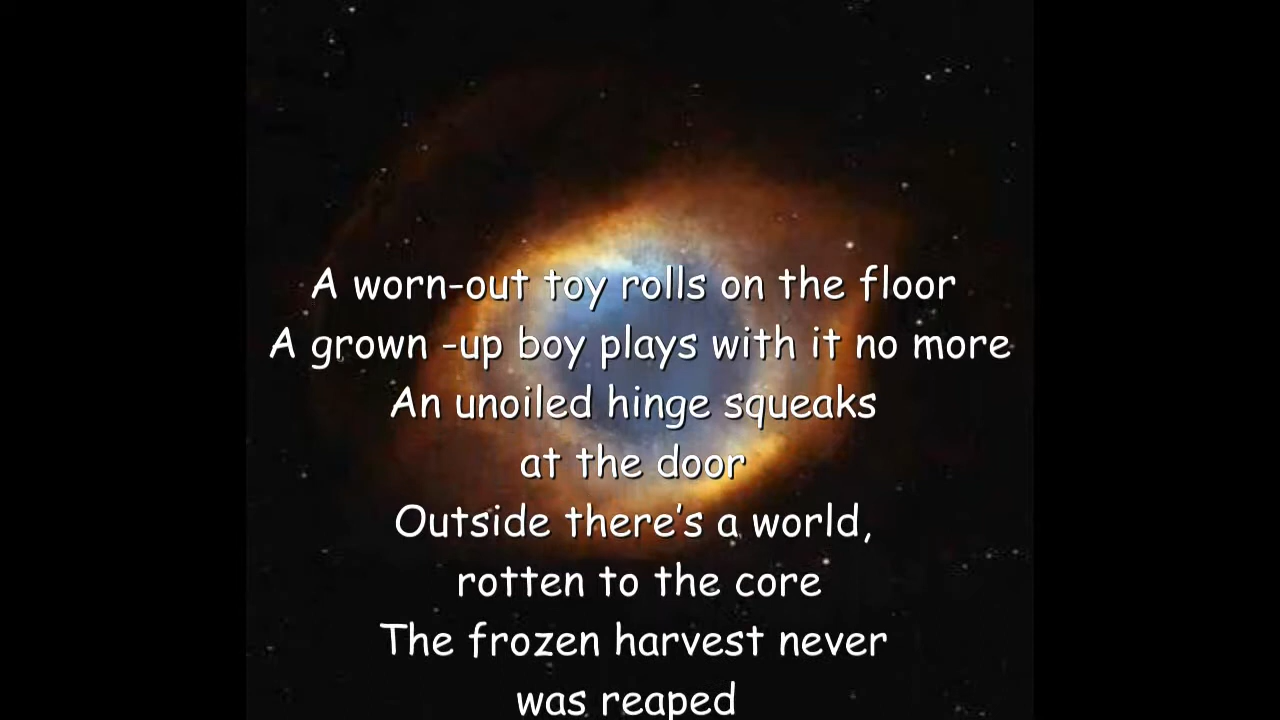 A worn-out toy rolls on the floor
A grown -up boy plays with it no more
An unoiled hinge squeaks
at the door
Outside there's a world,
rotten to the core
The frozen harvest never
was reaped